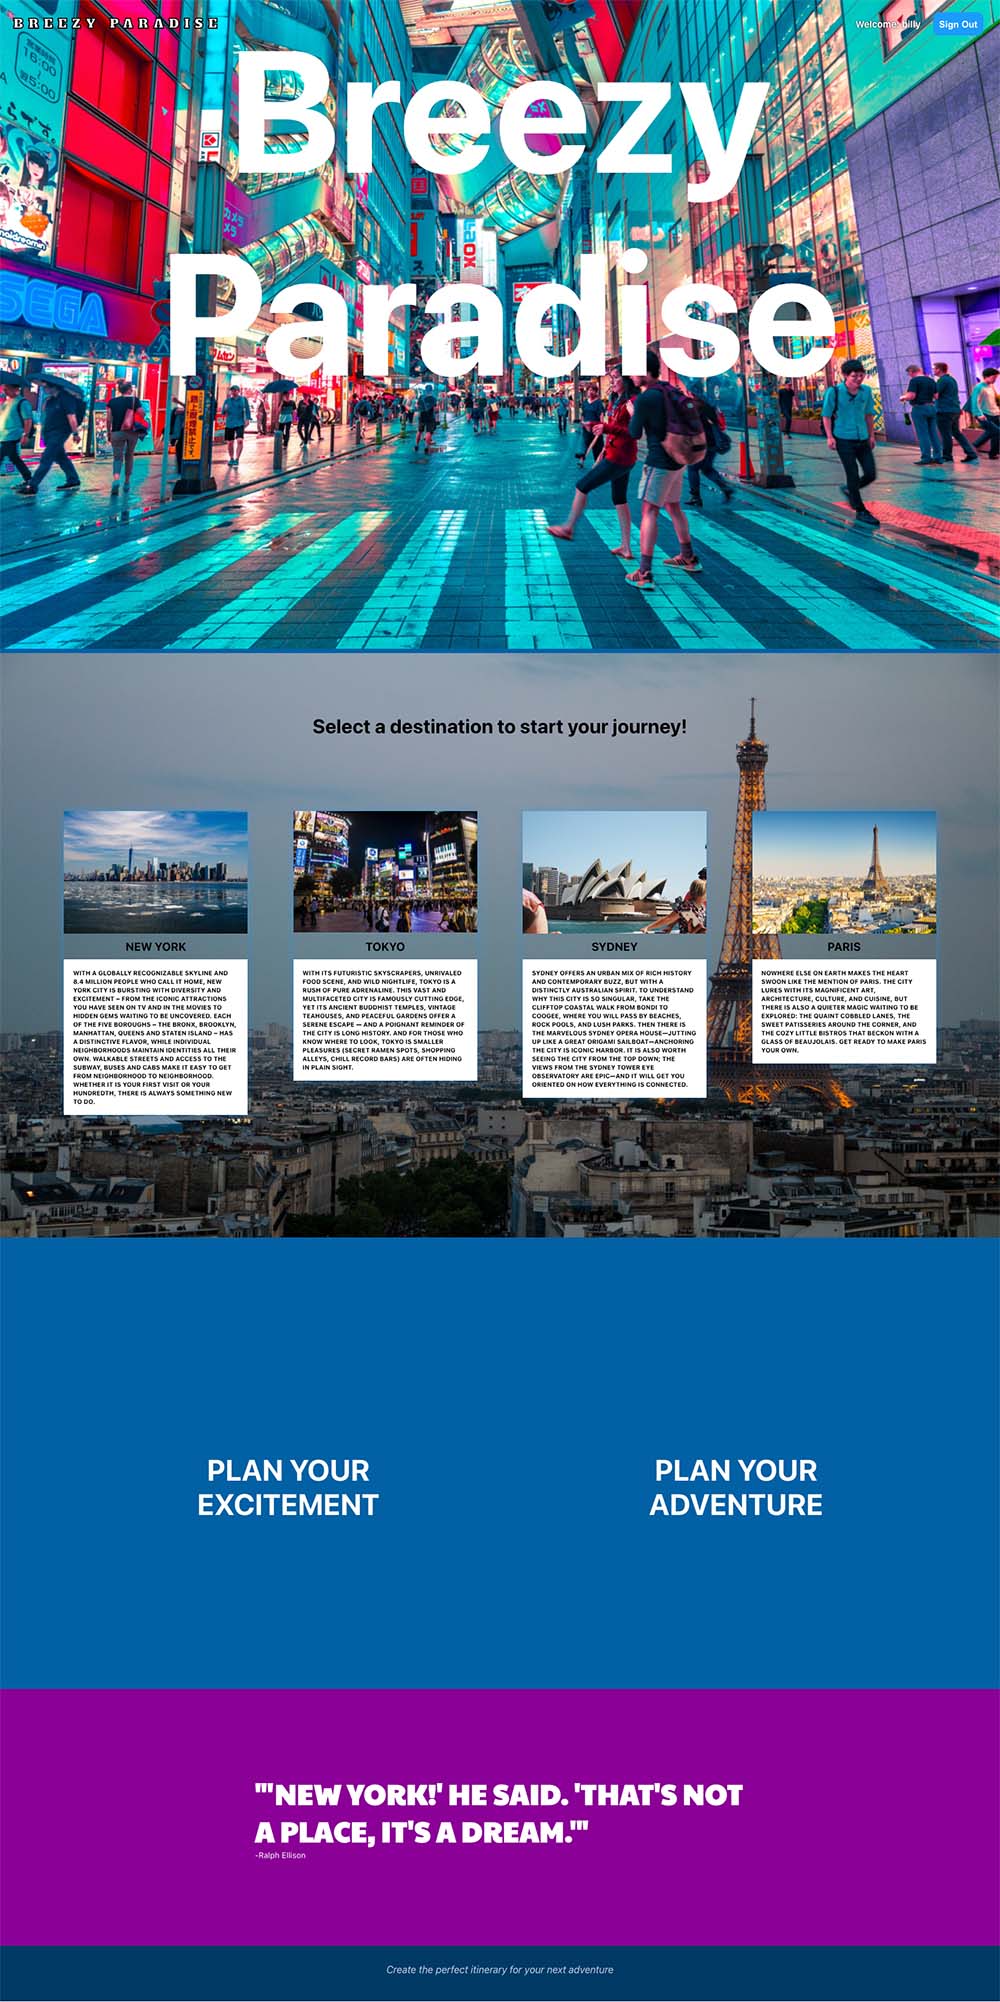 BREEZY PARADISE
Welcome, billy
Sign Out
Breezy
Paradise
SEGA
Select a destination to start your journey!
NEW YORK
WITH A GLOBALLY RECOGNIZABLE SKYLINE AND
8.4 MILLION PEOPLE WHO CALL IT HOME, NEW
YORK CITY IS BURSTING WITH DIVERSITY AND
EXCITEMENT – FROM THE ICONIC ATTRACTIONS
YOU HAVE SEEN ON TV AND IN THE MOVIES TO
HIDDEN GEMS WAITING TO BE UNCOVERED. EACH
OF THE FIVE BOROUGHS – THE BRONX, BROOKLYN,
MANHATTAN, QUEENS AND STATEN ISLAND – HAS
A DISTINCTIVE FLAVOR, WHILE INDIVIDUAL
NEIGHBORHOODS MAINTAIN IDENTITIES ALL THEIR
OWN. WALKABLE STREETS AND ACCESS TO THE
SUBWAY, BUSES AND CABS MAKE IT EASY TO GET
FROM NEIGHBORHOOD TO NEIGHBORHOOD.
WHETHER IT IS YOUR FIRST VISIT OR YOUR
HUNDREDTH, THERE IS ALWAYS SOMETHING NEW
TO DO.
TOKYO
WITH ITS FUTURISTIC SKYSCRAPERS, UNRIVALED
FOOD SCENE, AND WILD NIGHTLIFE, TOKYO IS A
RUSH OF PURE ADRENALINE. THIS VAST AND
MULTIFACETED CITY IS FAMOUSLY CUTTING EDGE,
YET ITS ANCIENT BUDDHIST TEMPLES, VINTAGE
TEAHOUSES, AND PEACEFUL GARDENS OFFER A
SERENE ESCAPE — AND A POIGNANT REMINDER OF
THE CITY IS LONG HISTORY. AND FOR THOSE WHO
KNOW WHERE TO LOOK, TOKYO IS SMALLER
PLEASURES (SECRET RAMEN SPOTS, SHOPPING
ALLEYS, CHILL RECORD BARS) ARE OFTEN HIDING
IN PLAIN SIGHT.
SYDNEY
SYDNEY OFFERS AN URBAN MIX OF RICH HISTORY
AND CONTEMPORARY BUZZ, BUT WITH A
DISTINCTLY AUSTRALIAN SPIRIT. TO UNDERSTAND
WHY THIS CITY IS SO SINGULAR, TAKE THE
CLIFFTOP COASTAL WALK FROM BONDI TO
COOGEE, WHERE YOU WILL PASS BY BEACHES,
ROCK POOLS, AND LUSH PARKS. THEN THERE IS
THE MARVELOUS SYDNEY OPERA HOUSE—JUTTING
UP LIKE A GREAT ORIGAMI SAILBOAT—ANCHORING
THE CITY IS ICONIC HARBOR. IT IS ALSO WORTH
SEEING THE CITY FROM THE TOP DOWN; THE
VIEWS FROM THE SYDNEY TOWER EYE
OBSERVATORY ARE EPIC—AND IT WILL GET YOU
ORIENTED ON HOW EVERYTHING IS CONNECTED.
PARIS
NOWHERE ELSE ON EARTH MAKES THE HEART
SWOON LIKE THE MENTION OF PARIS. THE CITY
LURES WITH ITS MAGNIFICENT ART,
ARCHITECTURE, CULTURE, AND CUISINE, BUT
THERE IS ALSO A QUIETER MAGIC WAITING TO BE
EXPLORED: THE QUAINT COBBLED LANES, THE
SWEET PATISSERIES AROUND THE CORNER, AND
THE COZY LITTLE BISTROS THAT BECKON WITH A
GLASS OF BEAUJOLAIS. GET READY TO MAKE PARIS
YOUR OWN.
PLAN YOUR
EXCITEMENT
PLAN YOUR
ADVENTURE
"'NEW YORK!' HE SAID. 'THAT'S NOT
A PLACE, IT'S A DREAM.'"
-Ralph Ellison
Create the perfect itinerary for your next adventure